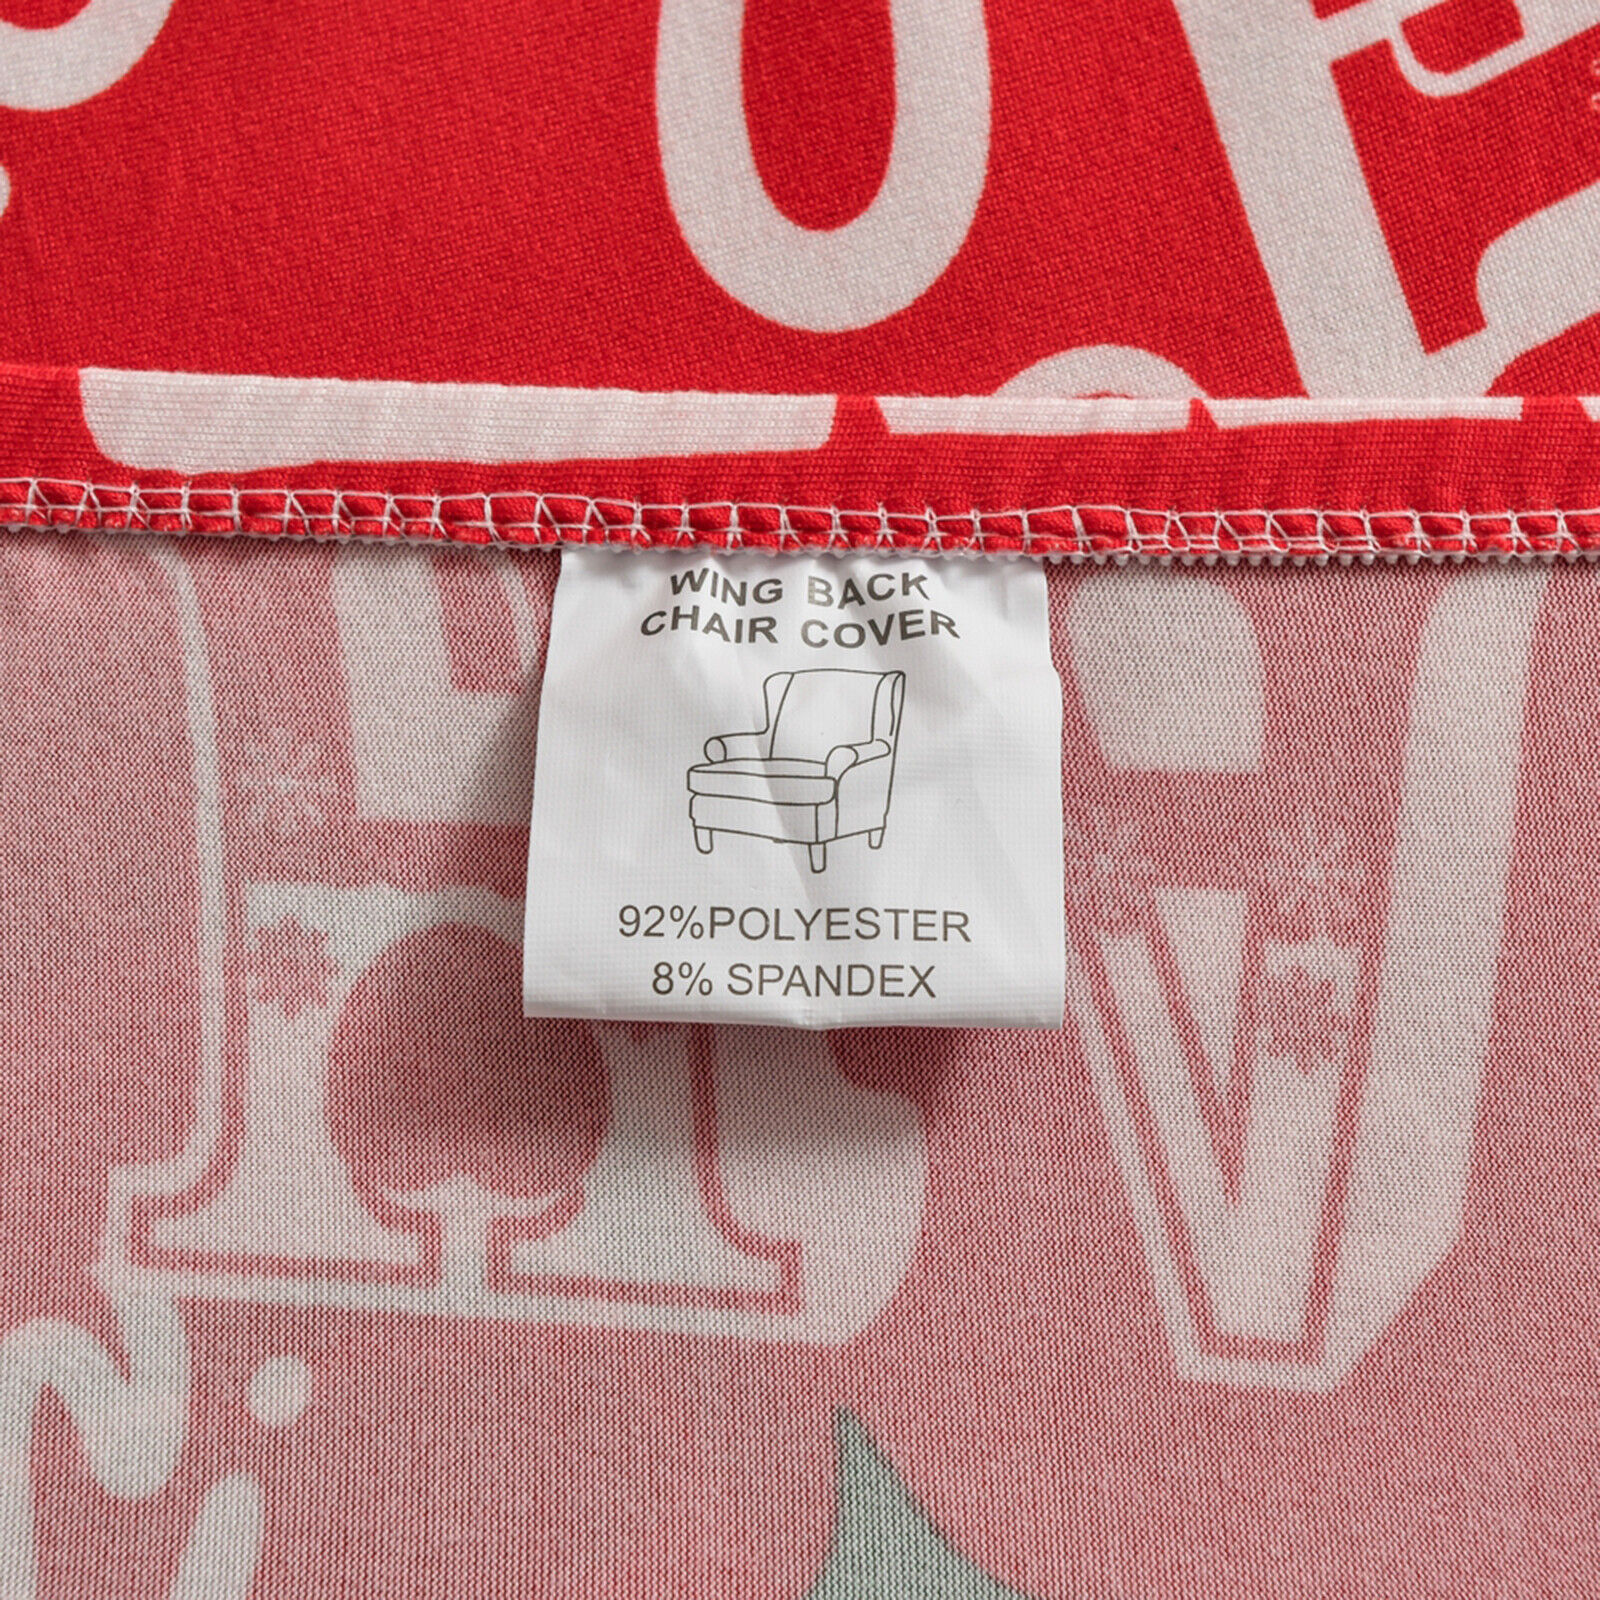 WING BACK
CHAIR COVER
92%POLYESTER
8% SPANDEX